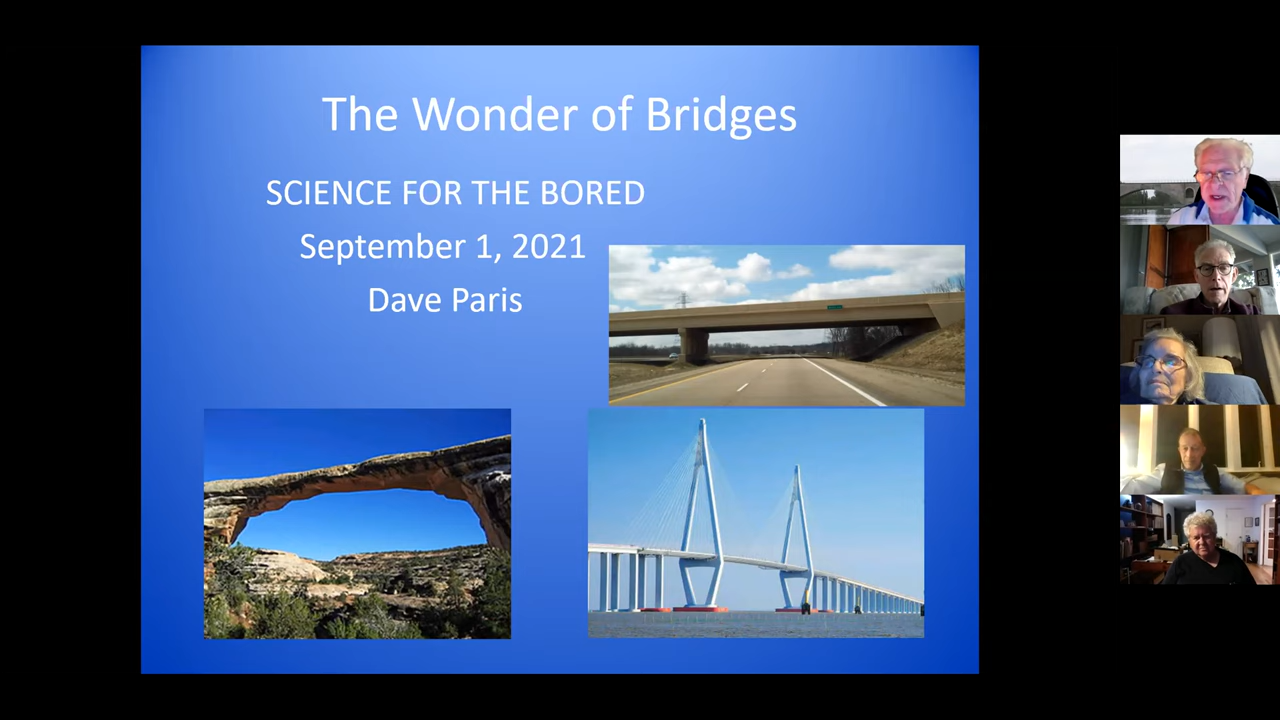 The Wonder of Bridges
SCIENCE FOR THE BORED
September 1, 2021
Dave Paris